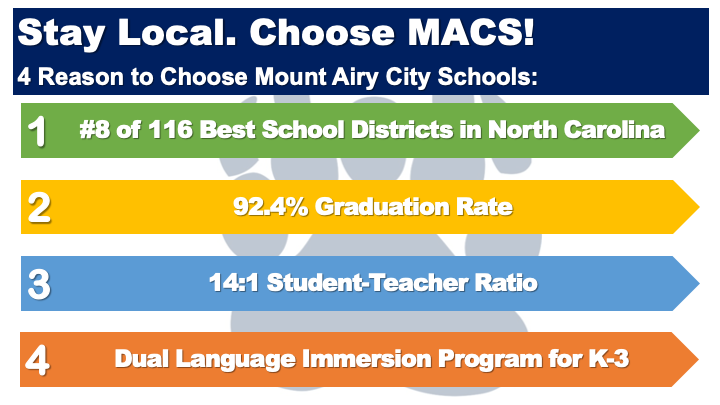 Stay Local. Choose MACS!
4 Reason to Choose Mount Airy City Schools:
1 #8 of 116 Best School Districts in North Carolina
2 92.4% Graduation Rate
3 14:1 Student-Teacher Ratio
4 Dual Language Immersion Program for K-3